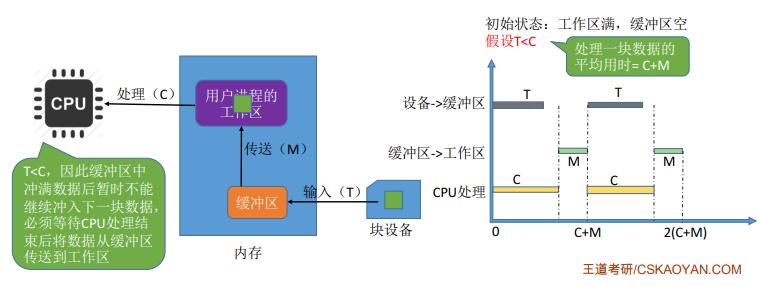 初始状态：工作区满，缓冲区空
假设T<C
处理一块数据的
平均用时= C+M
CPU
处理（C）
用户进程的
工作区
传送（M）
缓冲区
输入（T）
块设备
内存
T<C，因此缓冲区中
冲满数据后暂时不能
继续冲入下一块数据，
必须等待CPU处理结
束后将数据从缓冲区
传送到工作区
设备->缓冲区
T
T
缓冲区->工作区
M
M
CPU处理
C
C
0
C+M
2(C+M)
王道考研/CSKAOYAN.COM